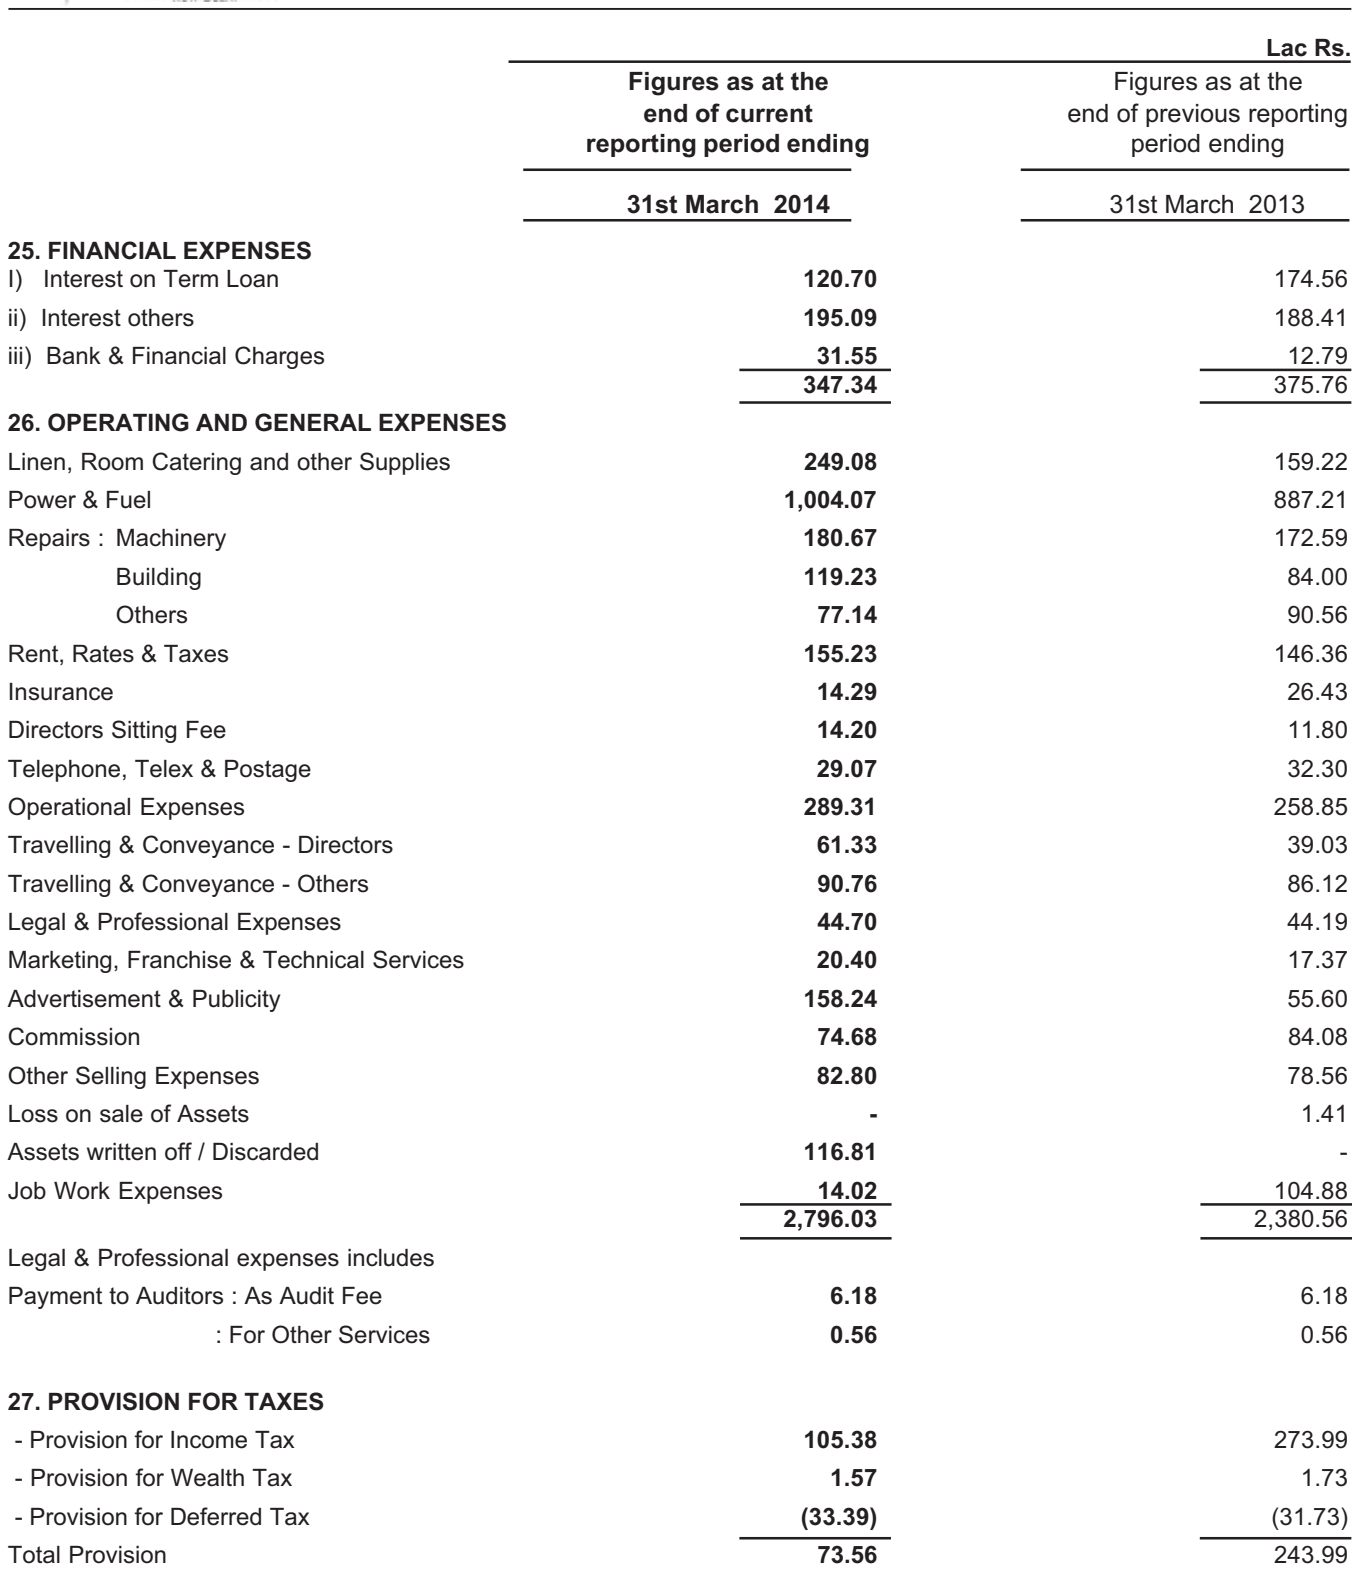 Lac Rs.
Figures as at the end of current reporting period ending Figures as at the end of previous reporting period ending
31st March 2014 31st March 2013
25. FINANCIAL EXPENSES
I) Interest on Term Loan 120.70 174.56
ii) Interest others 195.09 188.41
iii) Bank & Financial Charges 31.55 12.79
347.34 375.76
26. OPERATING AND GENERAL EXPENSES
Linen, Room Catering and other Supplies 249.08 159.22
Power & Fuel 1,004.07 887.21
Repairs : Machinery 180.67 172.59
Building 119.23 84.00
Others 77.14 90.56
Rent, Rates & Taxes 155.23 146.36
Insurance 14.29 26.43
Directors Sitting Fee 14.20 11.80
Telephone, Telex & Postage 29.07 32.30
Operational Expenses 289.31 258.85
Travelling & Conveyance - Directors 61.33 39.03
Travelling & Conveyance - Others 90.76 86.12
Legal & Professional Expenses 44.70 44.19
Marketing, Franchise & Technical Services 20.40 17.37
Advertisement & Publicity 158.24 55.60
Commission 74.68 84.08
Other Selling Expenses 82.80 78.56
Loss on sale of Assets - 1.41
Assets written off / Discarded 116.81 -
Job Work Expenses 14.02 104.88
2,796.03 2,380.56
Legal & Professional expenses includes
Payment to Auditors : As Audit Fee 6.18 6.18
: For Other Services 0.56 0.56
27. PROVISION FOR TAXES
- Provision for Income Tax 105.38 273.99
- Provision for Wealth Tax 1.57 1.73
- Provision for Deferred Tax (33.39) (31.73)
Total Provision 73.56 243.99